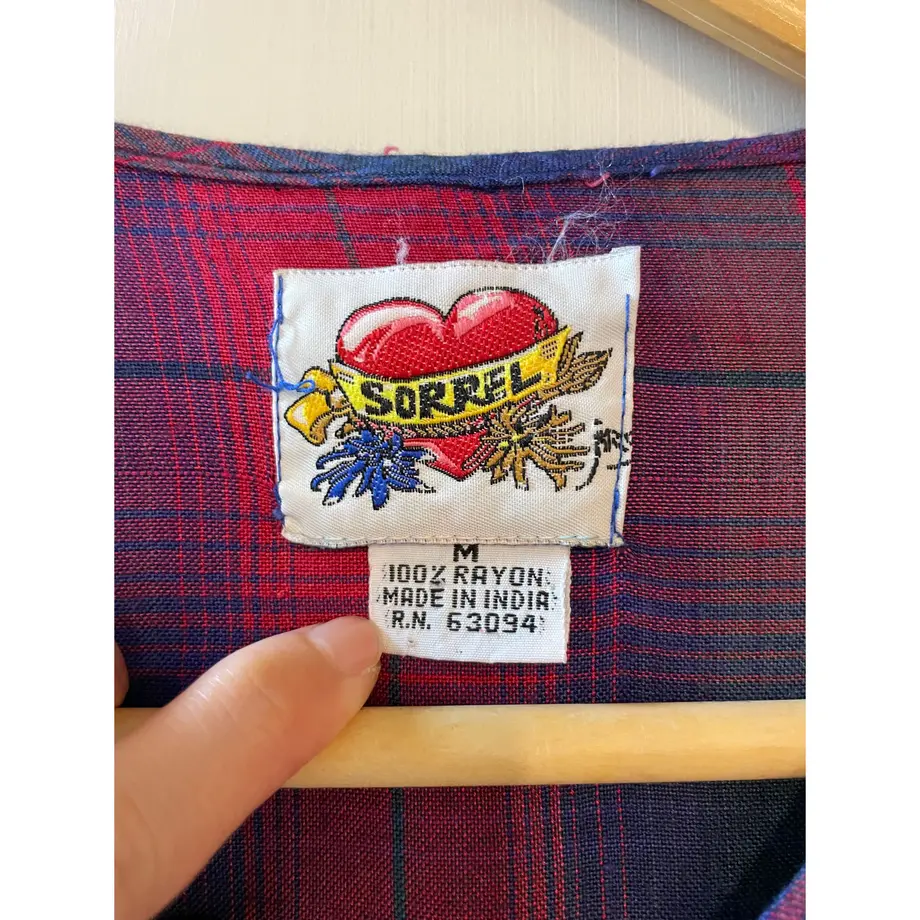 SORREL
M
100% RAYON
MADE IN INDIA
R.N. 63094